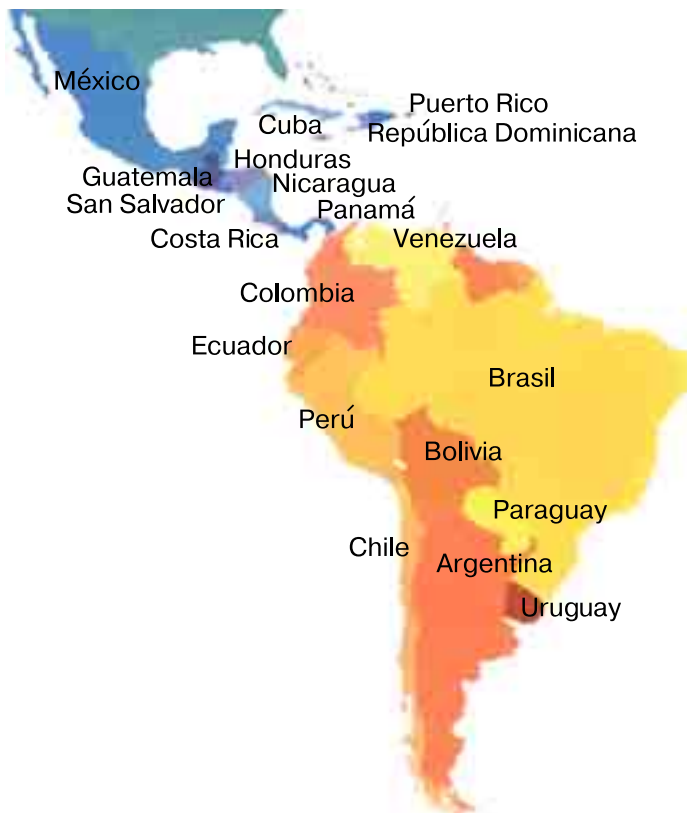 México
Puerto Rico
Cuba
República Dominicana
Honduras
Guatemala
Nicaragua
San Salvador
Panamá
Costa Rica
Venezuela
Colombia
Ecuador
Brasil
Perú
Bolivia
Paraguay
Chile
Argentina
Uruguay